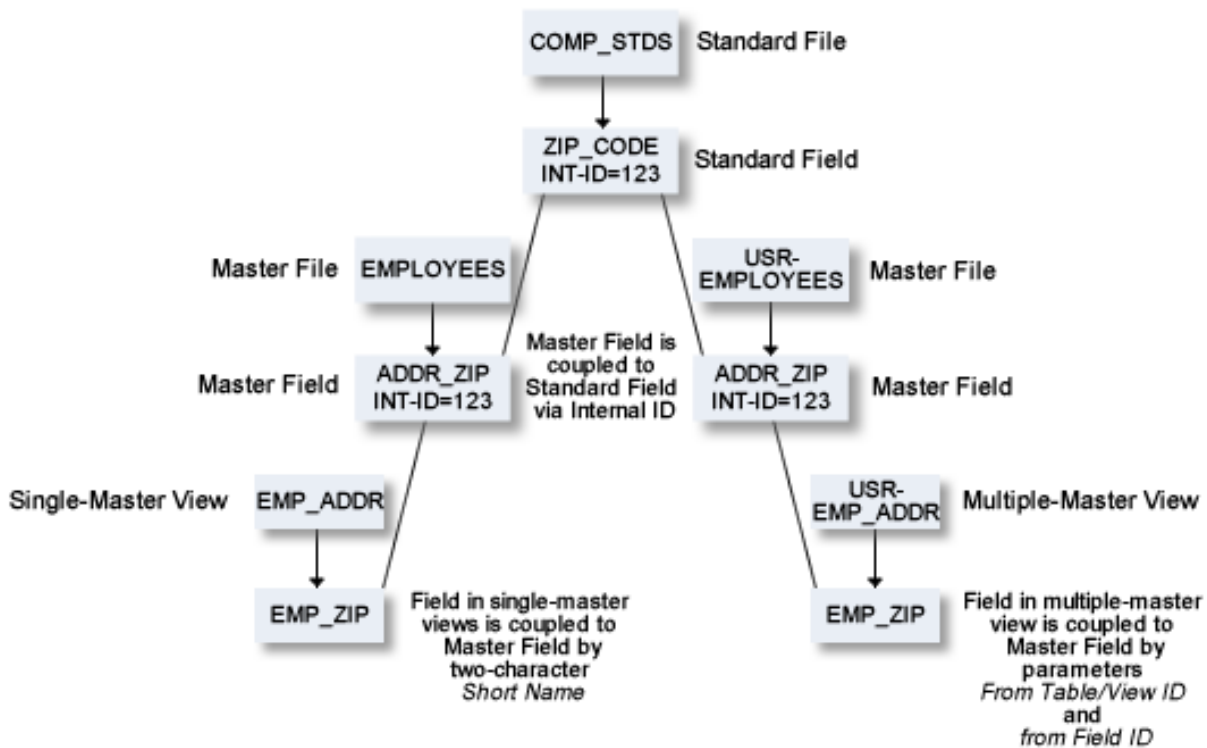 COMP_STDS
Standard File
ZIP_CODE
INT-ID=123
Standard Field
Master File
EMPLOYEES
USR-
EMPLOYEES
Master File
Master Field
ADDR_ZIP
INT-ID=123
Master Field is
coupled to
Standard Field
via Internal ID
ADDR_ZIP
INT-ID=123
Master Field
Single-Master View
EMP_ADDR
USR-
EMP_ADDR
Multiple-Master View
EMP_ZIP
Field in single-master
views is coupled to
Master Field by
two-character
Short Name
EMP_ZIP
Field in multiple-master
view is coupled to
Master Field by
parameters
From Table/View ID
and
from Field ID